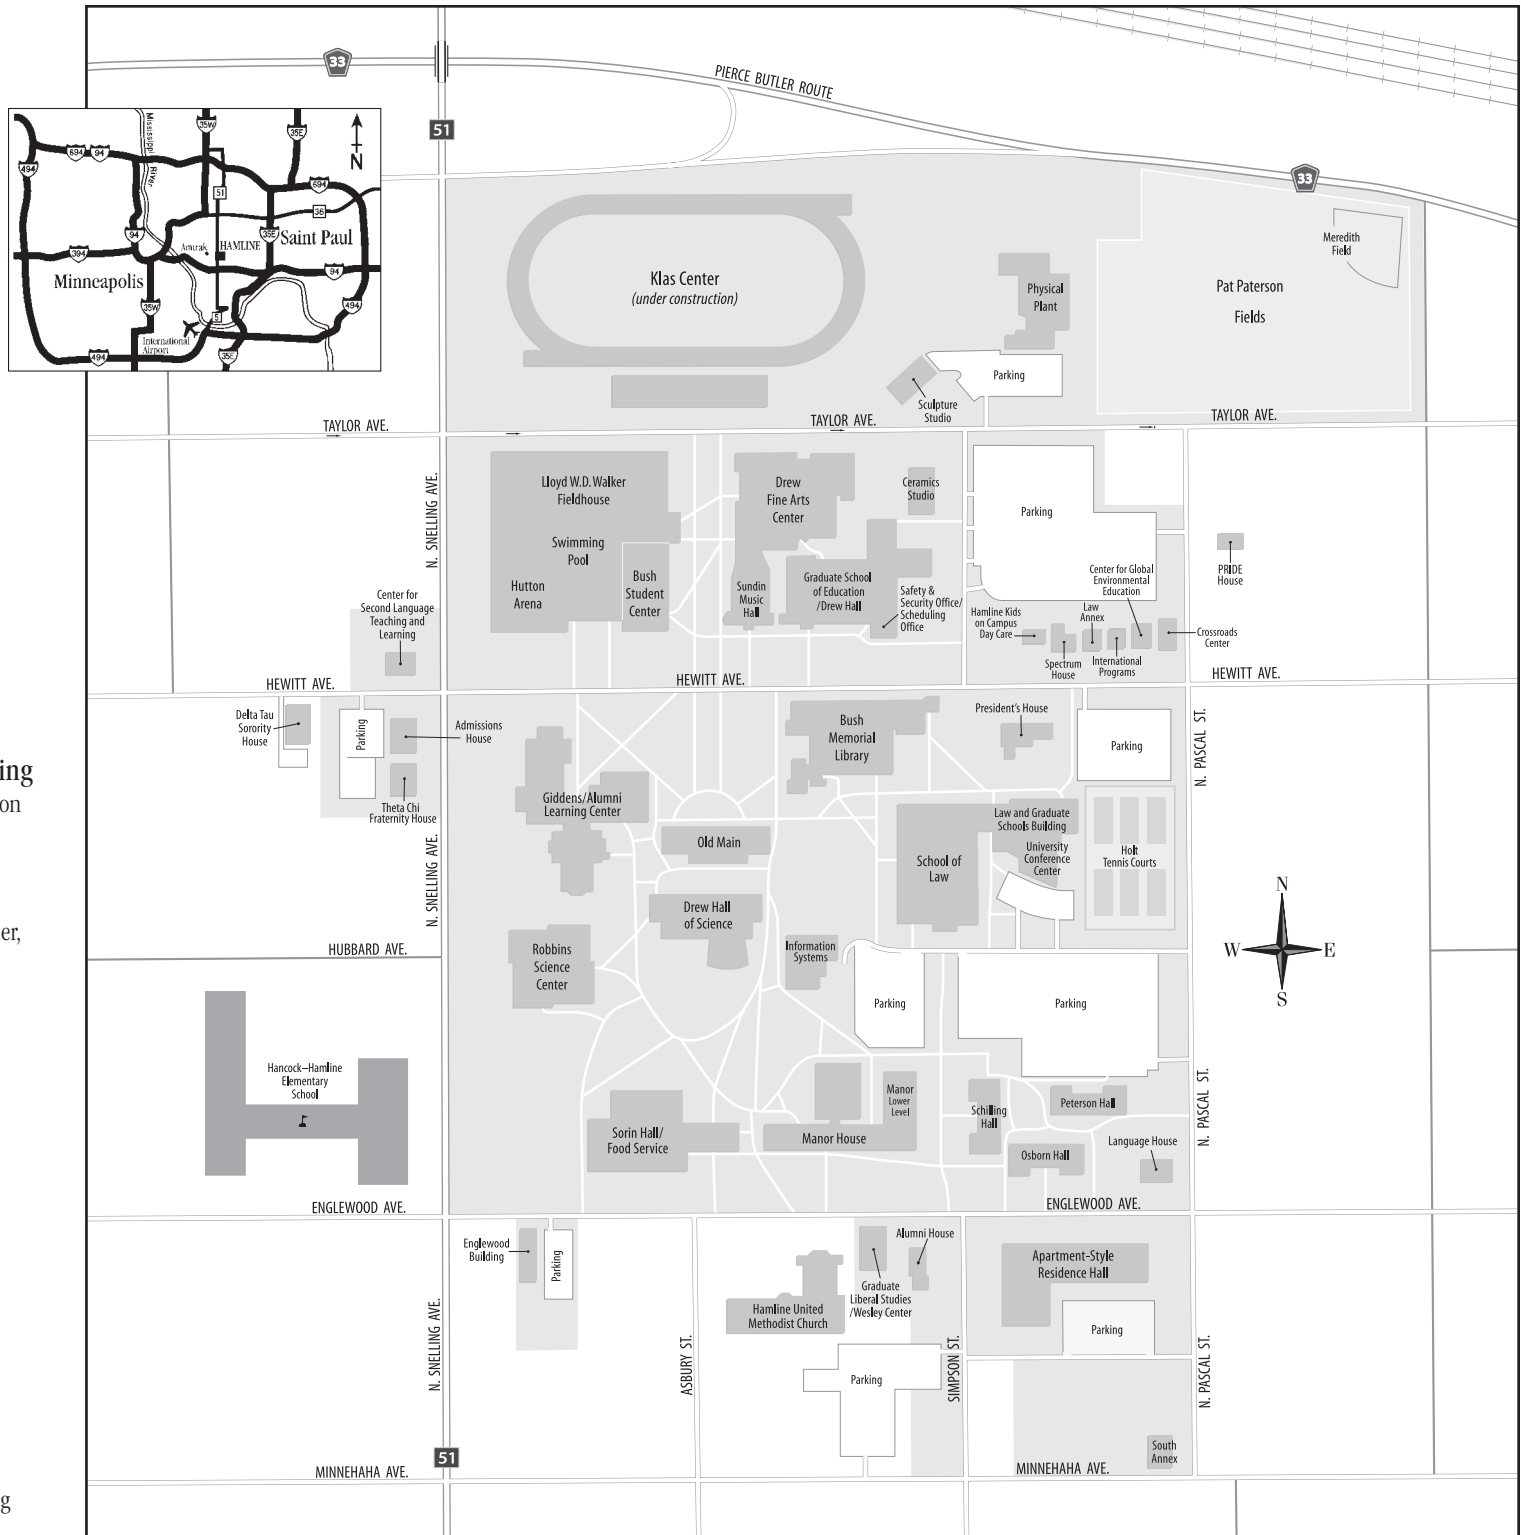 33
PIERCE BUTLER ROUTE
51
33
Mississippi
River
35W
35E
N
694
94
494
51
694
36
94
Amtrak
HAMLINE
35E
Saint Paul
394
94
Minneapolis
35W
494
5
International
Airport
494
35E
Klas Center
(under construction)
Physical
Plant
Meredith
Field
Pat Paterson
Fields
Parking
Sculpture
Studio
TAYLOR AVE.
TAYLOR AVE.
TAYLOR AVE.
N. SNELLING AVE.
Lloyd W.D. Walker
Fieldhouse
Swimming
Pool
Hutton
Arena
Bush
Student
Center
Drew
Fine Arts
Center
Sundin
Music
Hall
Graduate School
of Education
/Drew Hall
Ceramics
Studio
Safety &
Security Office/
Scheduling
Office
Parking
Center for Global
Environmental
Education
PRIDE
House
Hamline Kids
on Campus
Day Care
Law
Annex
Spectrum
House
International
Programs
Crossroads
Center
Center for
Second Language
Teaching and
Learning
HEWITT AVE.
HEWITT AVE.
HEWITT AVE.
Delta Tau
Sorority
House
Parking
Admissions
House
Theta Chi
Fraternity House
Bush
Memorial
Library
President's House
Parking
N. PASCAL ST.
ing
on
Giddens/Alumni
Learning Center
Old Main
School of
Law
Law and Graduate
Schools Building
University
Conference
Center
Holt
Tennis Courts
N. SNELLING AVE.
Drew Hall
of Science
er,
HUBBARD AVE.
Robbins
Science
Center
Information
Systems
Parking
Parking
N
W
E
S
Hancock–Hamline
Elementary
School
Sorin Hall/
Food Service
Manor House
Manor
Lower
Level
Schilling
Hall
Peterson Hall
Osborn Hall
Language House
N. PASCAL ST.
ENGLEWOOD AVE.
ENGLEWOOD AVE.
Englewood
Building
Parking
Alumni House
Graduate
Liberal Studies
/Wesley Center
Hamline United
Methodist Church
Apartment-Style
Residence Hall
Parking
Parking
N. SNELLING AVE.
ASBURY ST.
SIMPSON ST.
N. PASCAL ST.
51
South
Annex
MINNEHAHA AVE.
MINNEHAHA AVE.
g